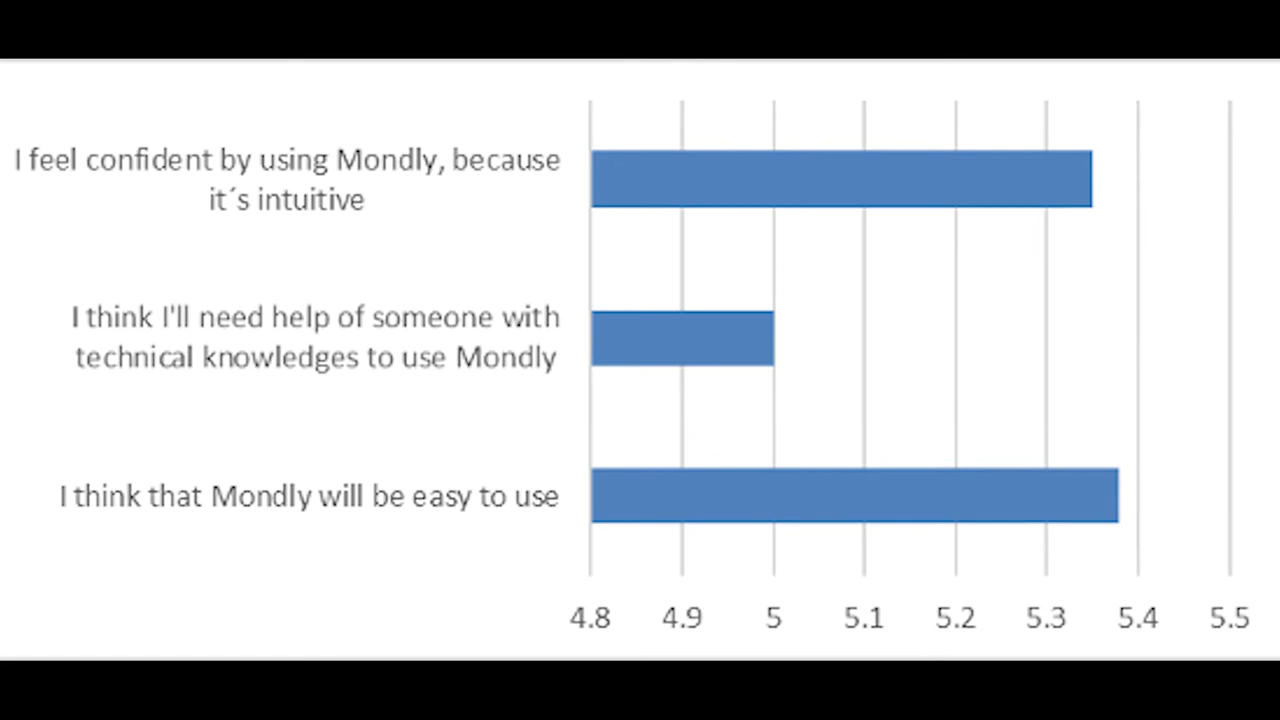 I feel confident by using Mondly, because
it´s intuitive
I think I'll need help of someone with
technical knowledges to use Mondly
I think that Mondly will be easy to use
4.8 4.9 5 5.1 5.2 5.3 5.4 5.5